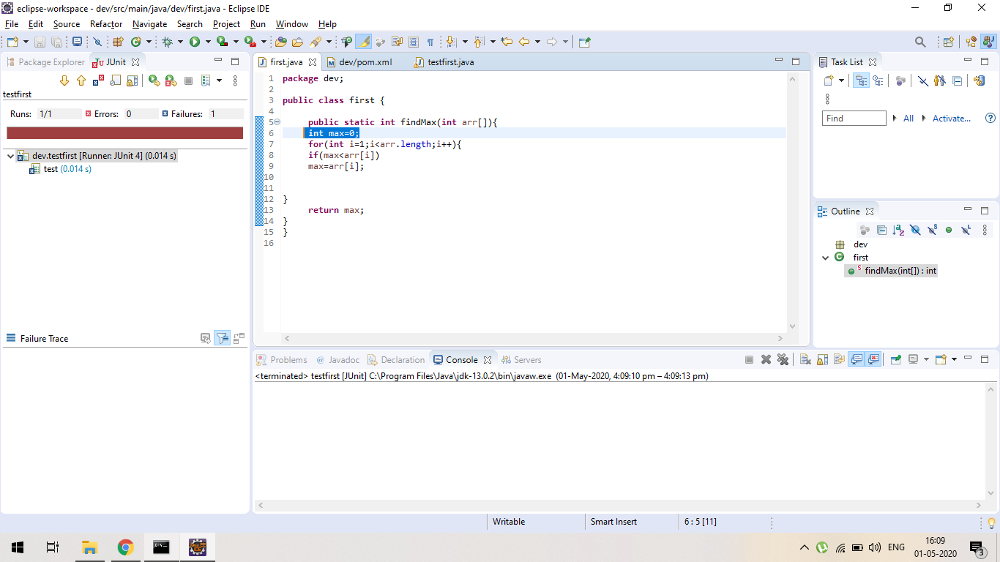 eclipse-workspace - dev/src/main/java/dev/first.java - Eclipse IDE
File Edit Source Refactor Navigate Search Project Run Window Help
Package Explorer JUnit
testfirst
Runs: 1/1 Errors: 0 Failures: 1
dev.testfirst [Runner: JUnit 4] (0.014 s)
test (0.014 s)
Failure Trace
first.java dev/pom.xml testfirst.java
1 package dev;
2
3 public class first {
4
5 public static int findMax(int arr[]){
6 int max=0;
7 for(int i=1;i<arr.length;i++){
8 if(max<arr[i])
9 max=arr[i];
10
11
12 }
13 return max;
14 }
15 }
16
Task List
Find All Activate...
Outline
dev
first
findMax(int[]) : int
Problems @ Javadoc Declaration Console Servers
<terminated> testfirst [JUnit] C:\Program Files\Java\jdk-13.0.2\bin\javaw.exe (01-May-2020, 4:09:10 pm – 4:09:13 pm)
Writable Smart Insert 6 : 5 [11]
ENG 16:09
01-05-2020
3